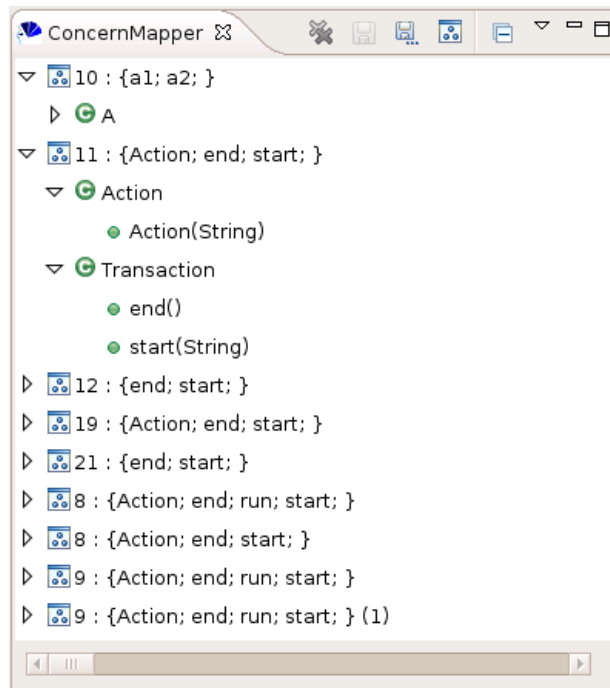 ConcernMapper
10 : {a1; a2; }
A
11 : {Action; end; start; }
Action
Action(String)
Transaction
end()
start(String)
12 : {end; start; }
19 : {Action; end; start; }
21 : {end; start; }
8 : {Action; end; run; start; }
8 : {Action; end; start; }
9 : {Action; end; run; start; }
9 : {Action; end; run; start; } (1)